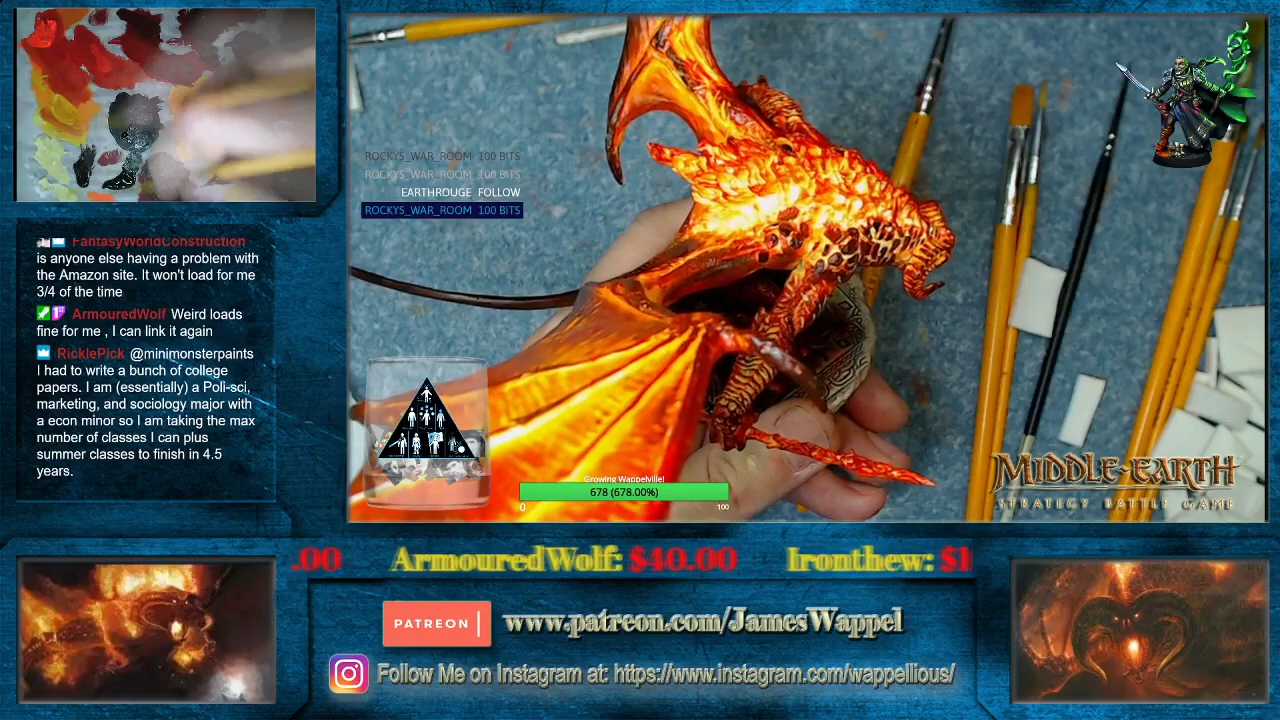 FantasyWorldConstruction
is anyone else having a problem with
the Amazon site. It won't load for me
3/4 of the time
ArmouredWolf Weird loads
fine for me , I can link it again
RicklePick @minimonsterpaints
I had to write a bunch of college
papers. I am (essentially) a Poli-sci,
marketing, and sociology major with
a econ minor so I am taking the max
number of classes I can plus
summer classes to finish in 4.5
years.
ROCKYS_WAR_ROOM 100 BITS
ROCKYS_WAR_ROOM 100 BITS
EARTHROUGE FOLLOW
ROCKYS_WAR_ROOM 100 BITS
Growing Wappelville!
678 (678.00%)
0 100
MIDDLE-EARTH
STRATEGY BATTLE GAME
.00 ArmouredWolf: $40.00 Ironthew: $1
PATREON
www.patreon.com/JamesWappel
Follow Me on Instagram at: https://www.instagram.com/wappellious/